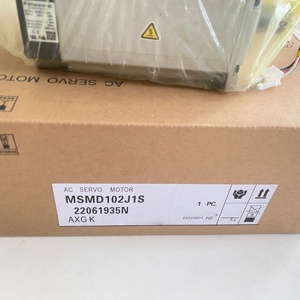 AC SERVO MOTOR
AC SERVO MOTOR
MSMD102J1S
22061935N
AXG K
1 PC.